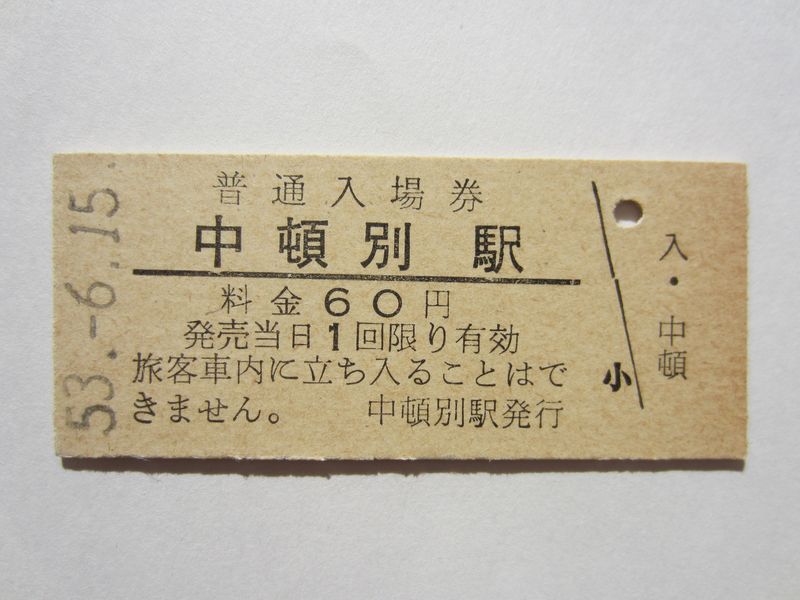 普通入場券
中頓別駅
料金60円
発売当日1回限り有効
旅客車内に立ち入ることはで
きません。 中頓別駅発行
53.-6.15.
小
入・中頓